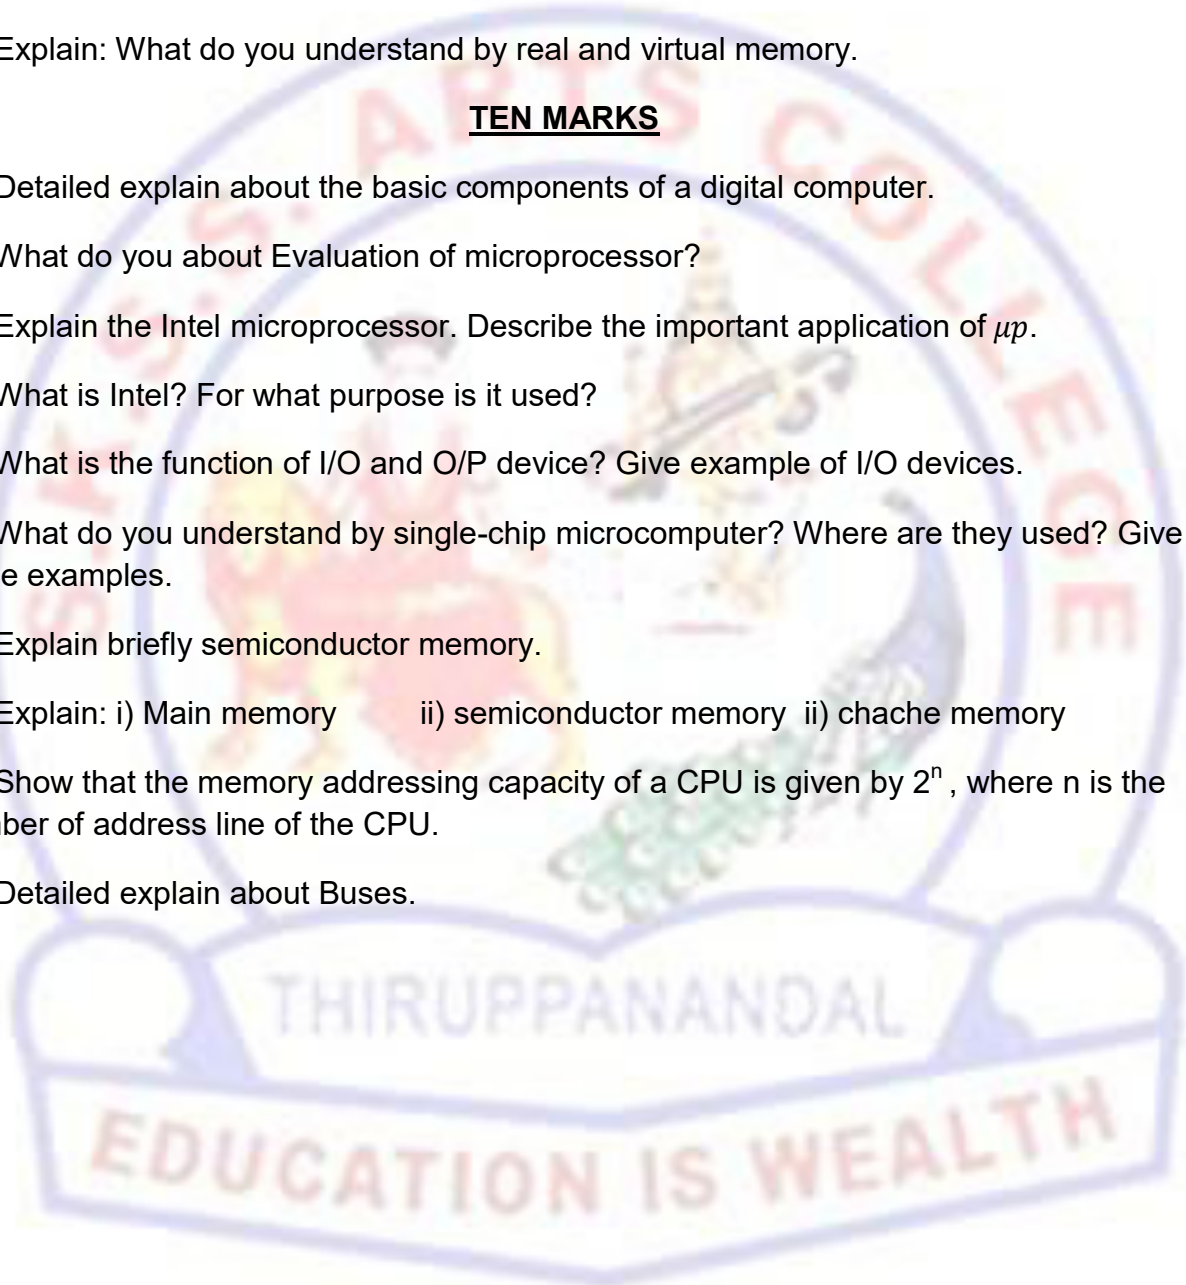 Explain: What do you understand by real and virtual memory.
TEN MARKS
Detailed explain about the basic components of a digital computer.
What do you about Evaluation of microprocessor?
Explain the Intel microprocessor. Describe the important application of μp.
What is Intel? For what purpose is it used?
What is the function of I/O and O/P device? Give example of I/O devices.
What do you understand by single-chip microcomputer? Where are they used? Give
e examples.
Explain briefly semiconductor memory.
Explain: i) Main memory ii) semiconductor memory ii) chache memory
Show that the memory addressing capacity of a CPU is given by 2ⁿ , where n is the
ber of address line of the CPU.
Detailed explain about Buses.
S.K.S.S. ARTS COLLEGE
THIRUPPANANDAL
EDUCATION IS WEALTH